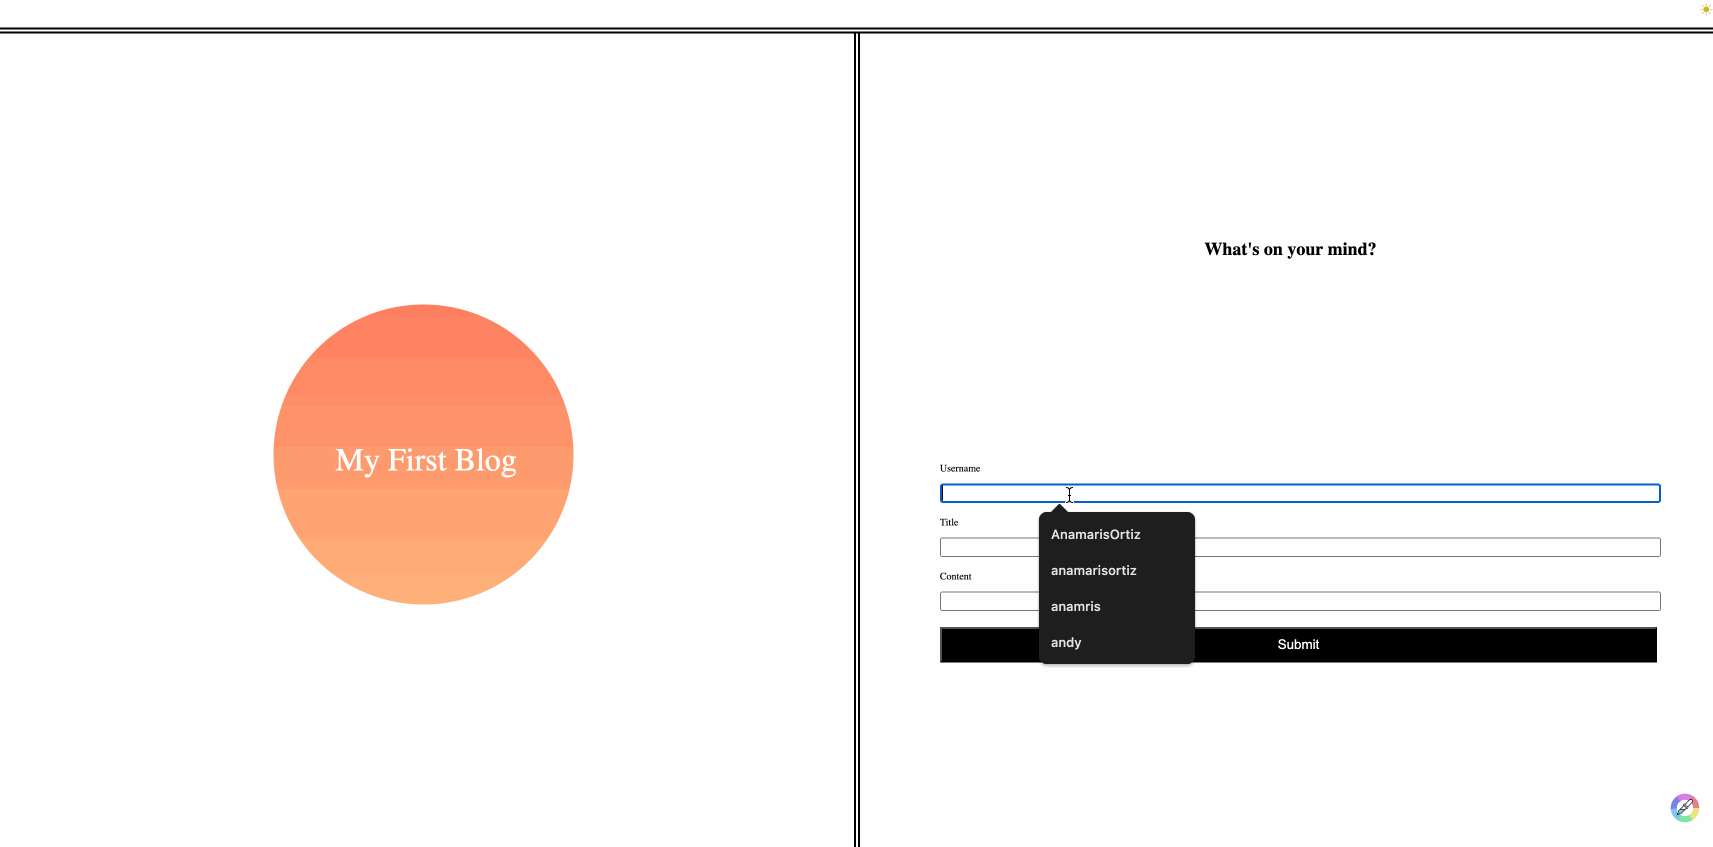 My First Blog
What's on your mind?
Username
Title
Content
AnamarisOrtiz
anamarisortiz
anamris
andy
Submit